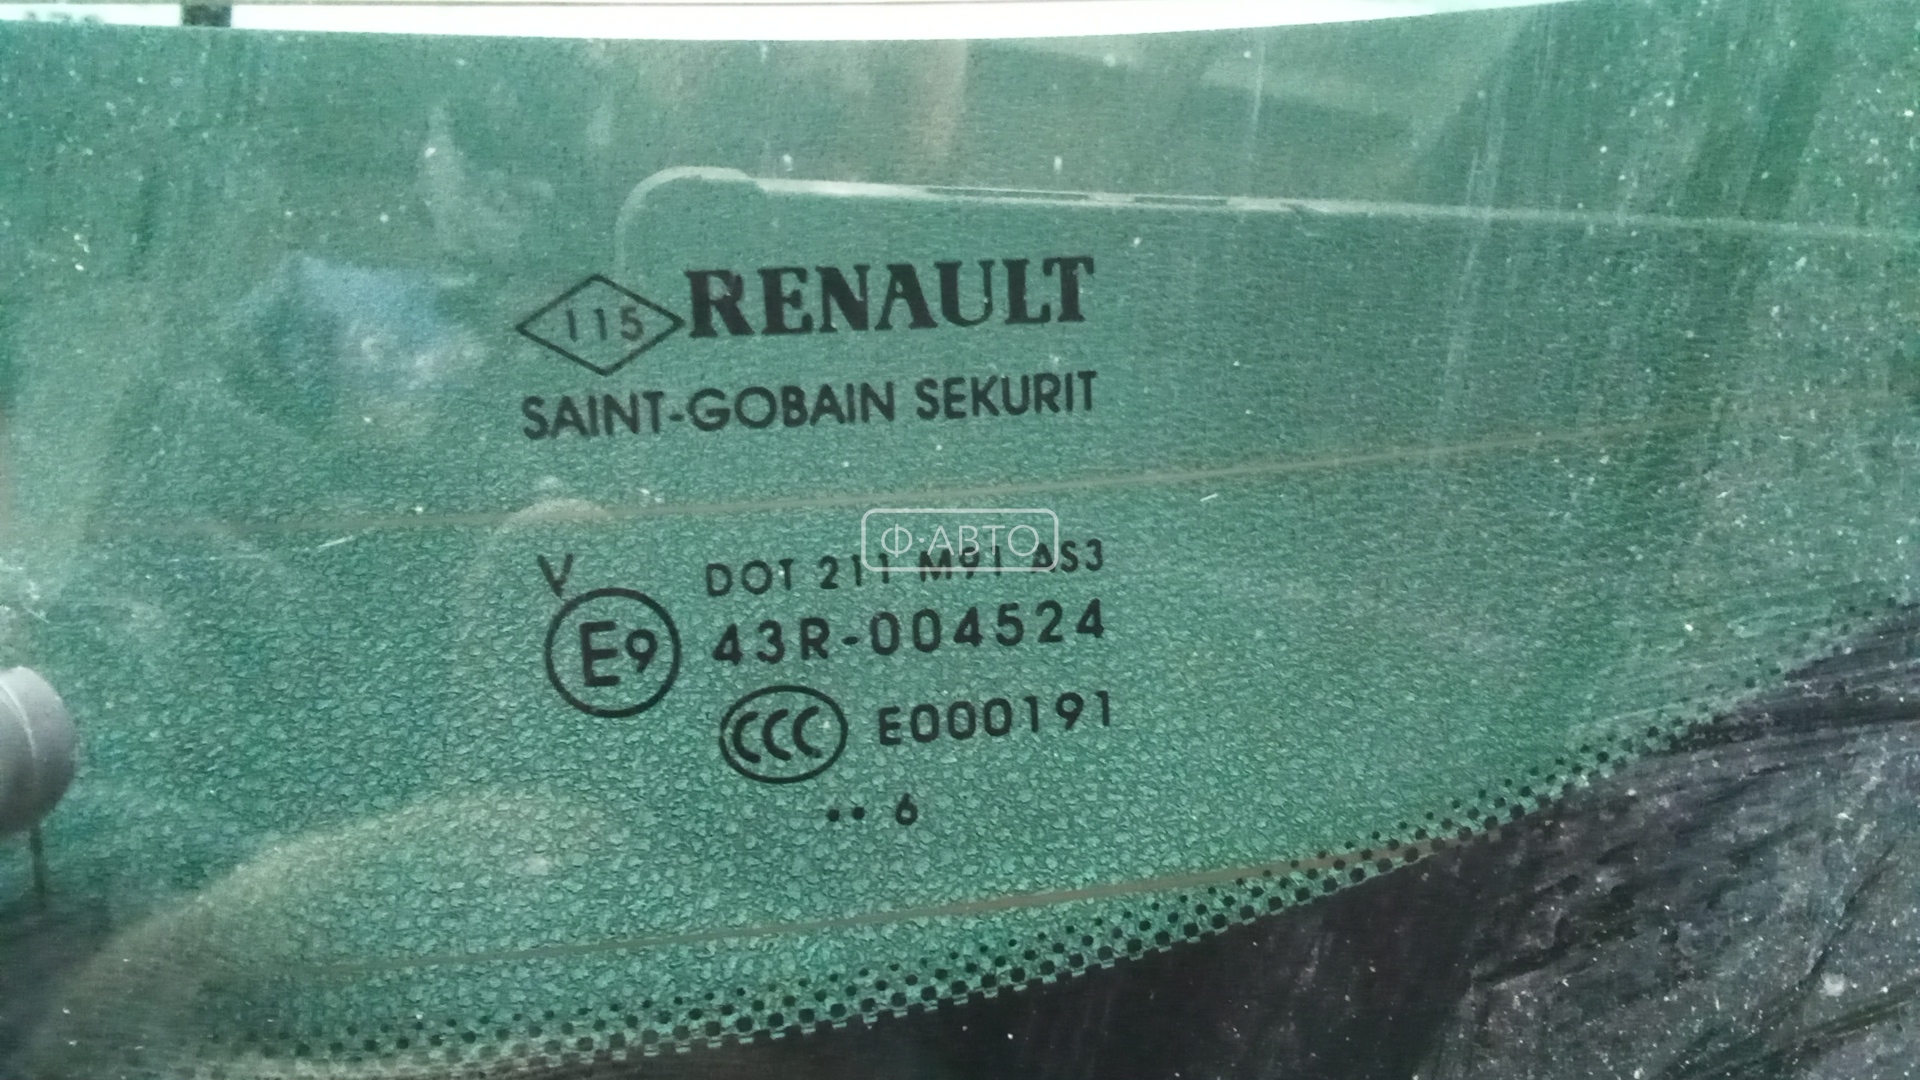 115 RENAULT
SAINT-GOBAIN SEKURIT
Ф·АВТО
V DOT 211 M91 AS3
E9 43R-004524
CCC E000191
•• 6